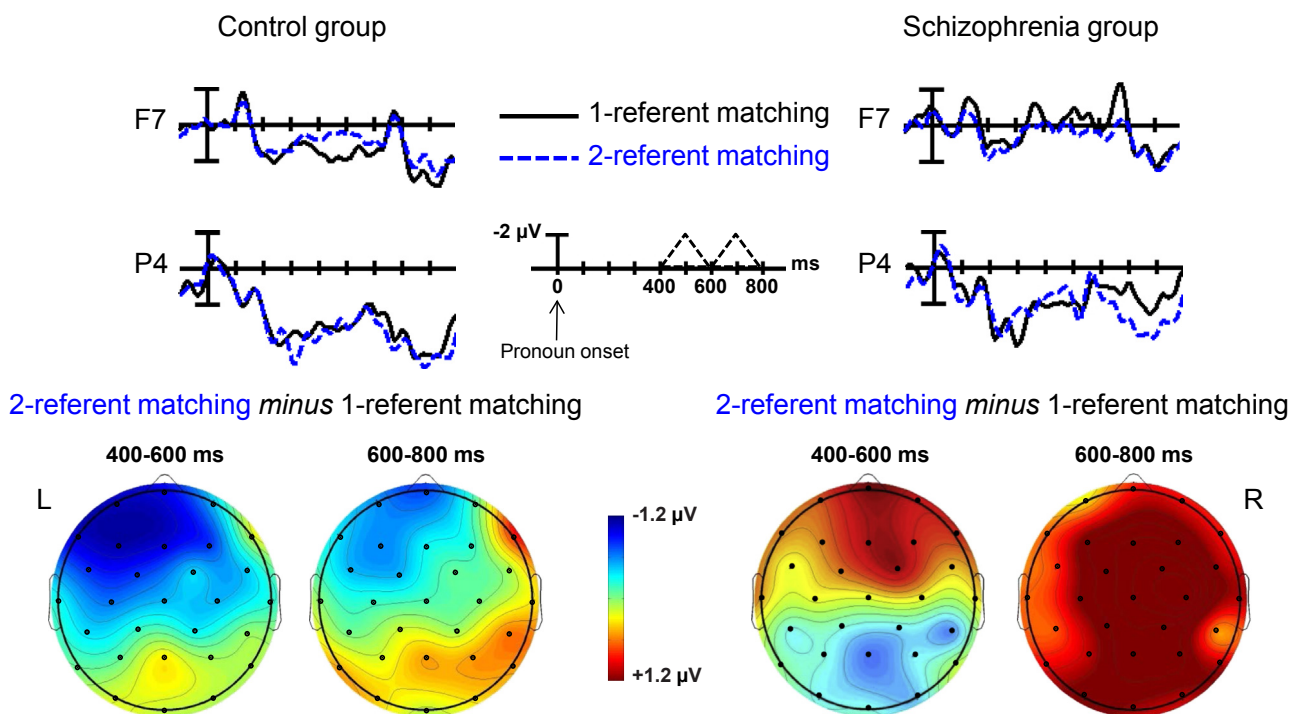 Control group
Schizophrenia group
F7
1-referent matching
2-referent matching
F7
P4
-2 µV
ms
0
400
600
800
Pronoun onset
P4
2-referent matching minus 1-referent matching
2-referent matching minus 1-referent matching
400-600 ms
600-800 ms
400-600 ms
600-800 ms
L
-1.2 µV
+1.2 µV
R